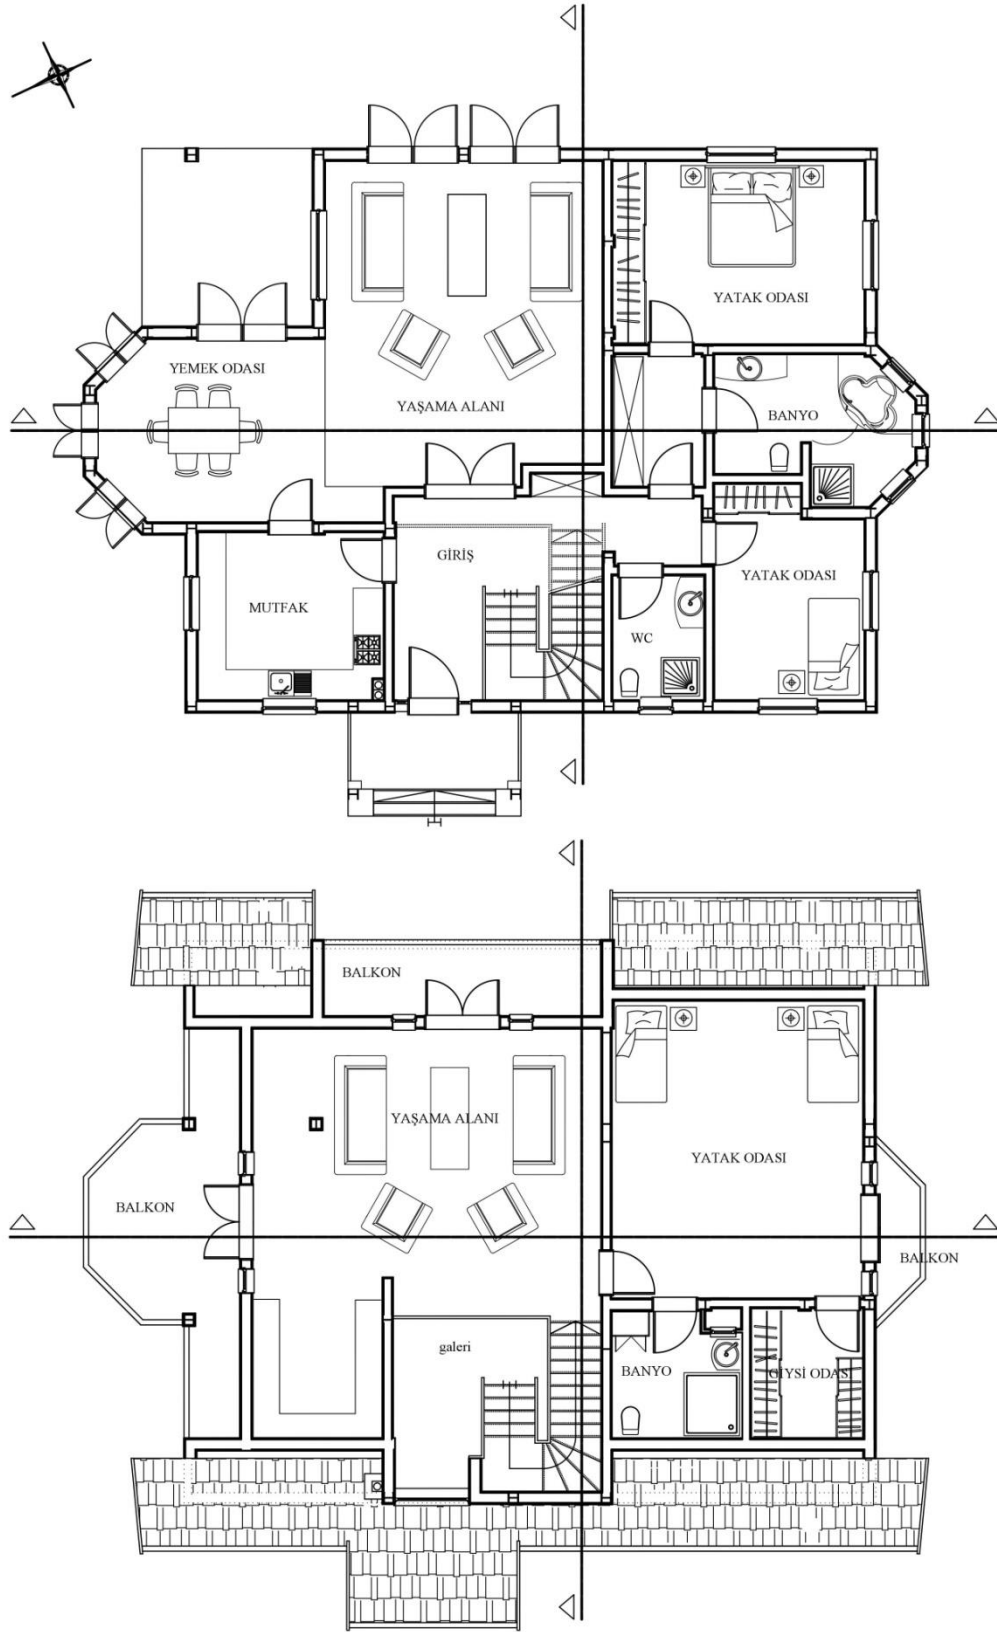 YATAK ODASI
YEMEK ODASI
YAŞAMA ALANI
BANYO
GİRİŞ
YATAK ODASI
MUTFAK
WC
BALKON
YAŞAMA ALANI
YATAK ODASI
BALKON
BALKON
galeri
BANYO
GİYSİ ODASI